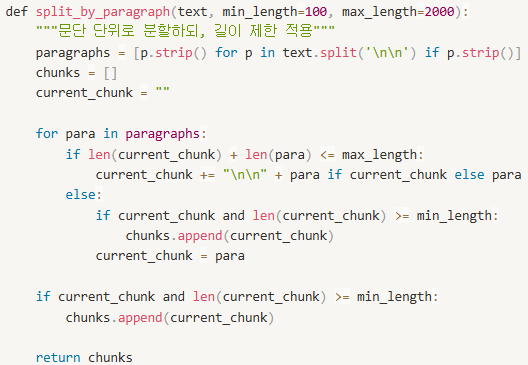 def split_by_paragraph(text, min_length=100, max_length=2000):
    """문단 단위로 분할하되, 길이 제한 적용"""
    paragraphs = [p.strip() for p in text.split('\n\n') if p.strip()]
    chunks = []
    current_chunk = ""

    for para in paragraphs:
        if len(current_chunk) + len(para) <= max_length:
            current_chunk += "\n\n" + para if current_chunk else para
        else:
            if current_chunk and len(current_chunk) >= min_length:
                chunks.append(current_chunk)
            current_chunk = para

    if current_chunk and len(current_chunk) >= min_length:
        chunks.append(current_chunk)

    return chunks